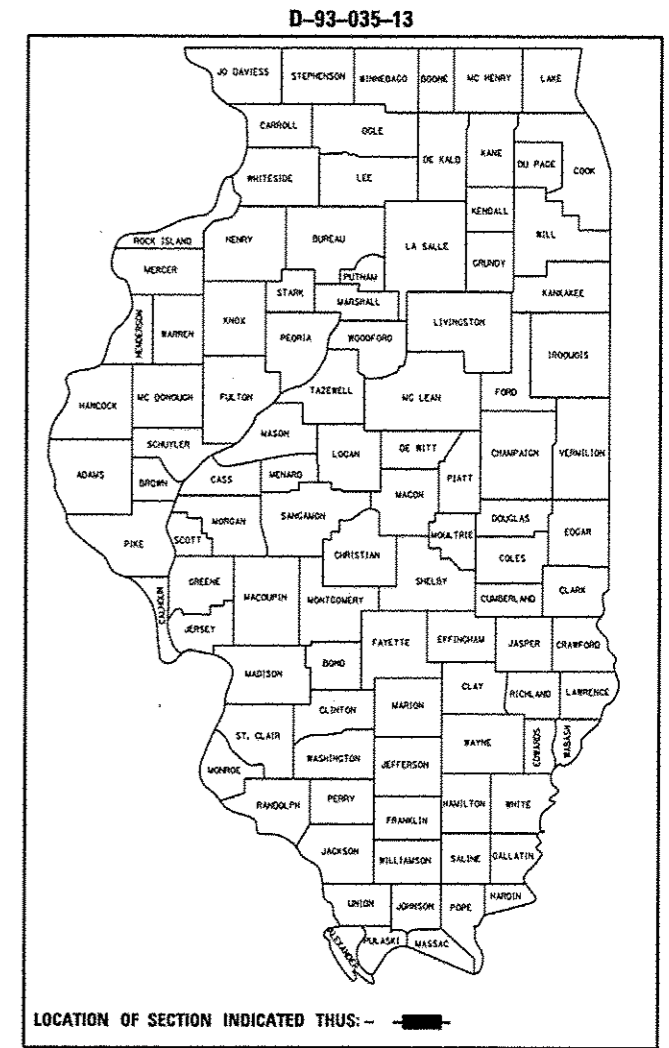 D-93-035-13
JO DAVIESS STEPHENSON WINNEBAGO BOONE MC HENRY LAKE
CARROLL OGLE DE KALB KANE DU PAGE COOK
WHITESIDE LEE
KENDALL
ROCK ISLAND HENRY BUREAU LA SALLE GRUNDY WILL
MERCER PUTNAM
STARK MARSHALL KANKAKEE
HENDERSON WARREN KNOX PEORIA WOODFORD LIVINGSTON IROQUOIS
HANCOCK MC DONOUGH FULTON TAZEWELL MC LEAN FORD
MASON
SCHUYLER LOGAN DE WITT CHAMPAIGN VERMILION
ADAMS BROWN CASS MENARD PIATT
MACON
MORGAN SANGAMON DOUGLAS EDGAR
PIKE SCOTT CHRISTIAN MOULTRIE
COLES
GREENE MACOUPIN MONTGOMERY SHELBY CUMBERLAND CLARK
CALHOUN
JERSEY FAYETTE EFFINGHAM JASPER CRAWFORD
MADISON BOND
CLAY RICHLAND LAWRENCE
CLINTON MARION
ST. CLAIR WAYNE EDWARDS WABASH
MONROE WASHINGTON JEFFERSON
RANDOLPH PERRY HAMILTON WHITE
FRANKLIN
JACKSON WILLIAMSON SALINE GALLATIN
UNION JOHNSON POPE HARDIN
ALEXANDER PULASKI MASSAC
LOCATION OF SECTION INDICATED THUS: -